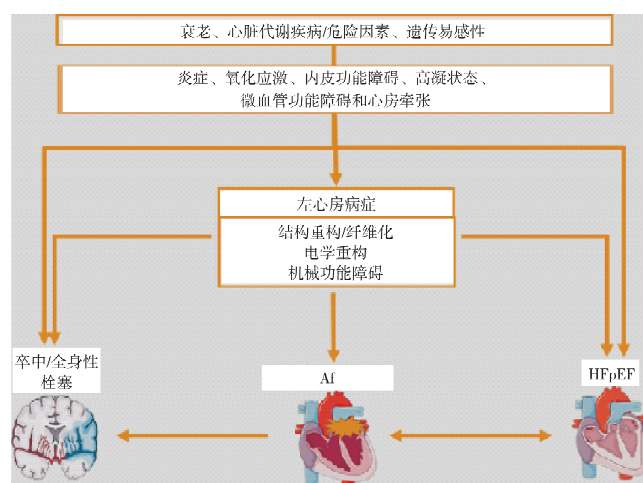 衰老、心脏代谢疾病/危险因素、遗传易感性
炎症、氧化应激、内皮功能障碍、高凝状态、
微血管功能障碍和心房牵张
左心房病症
结构重构/纤维化
电学重构
机械功能障碍
卒中/全身性
栓塞
Af
HFpEF